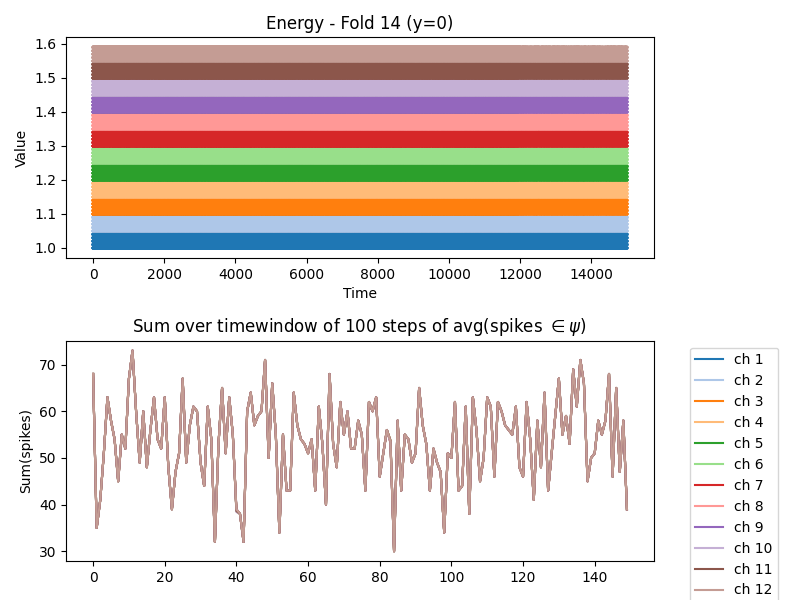 Energy - Fold 14 (y=0)
Value
1.6
1.5
1.4
1.3
1.2
1.1
1.0
0 2000 4000 6000 8000 10000 12000 14000
Time
Sum over timewindow of 100 steps of avg(spikes ∈ψ)
Sum(spikes)
70
60
50
40
30
0 20 40 60 80 100 120 140
ch 1
ch 2
ch 3
ch 4
ch 5
ch 6
ch 7
ch 8
ch 9
ch 10
ch 11
ch 12